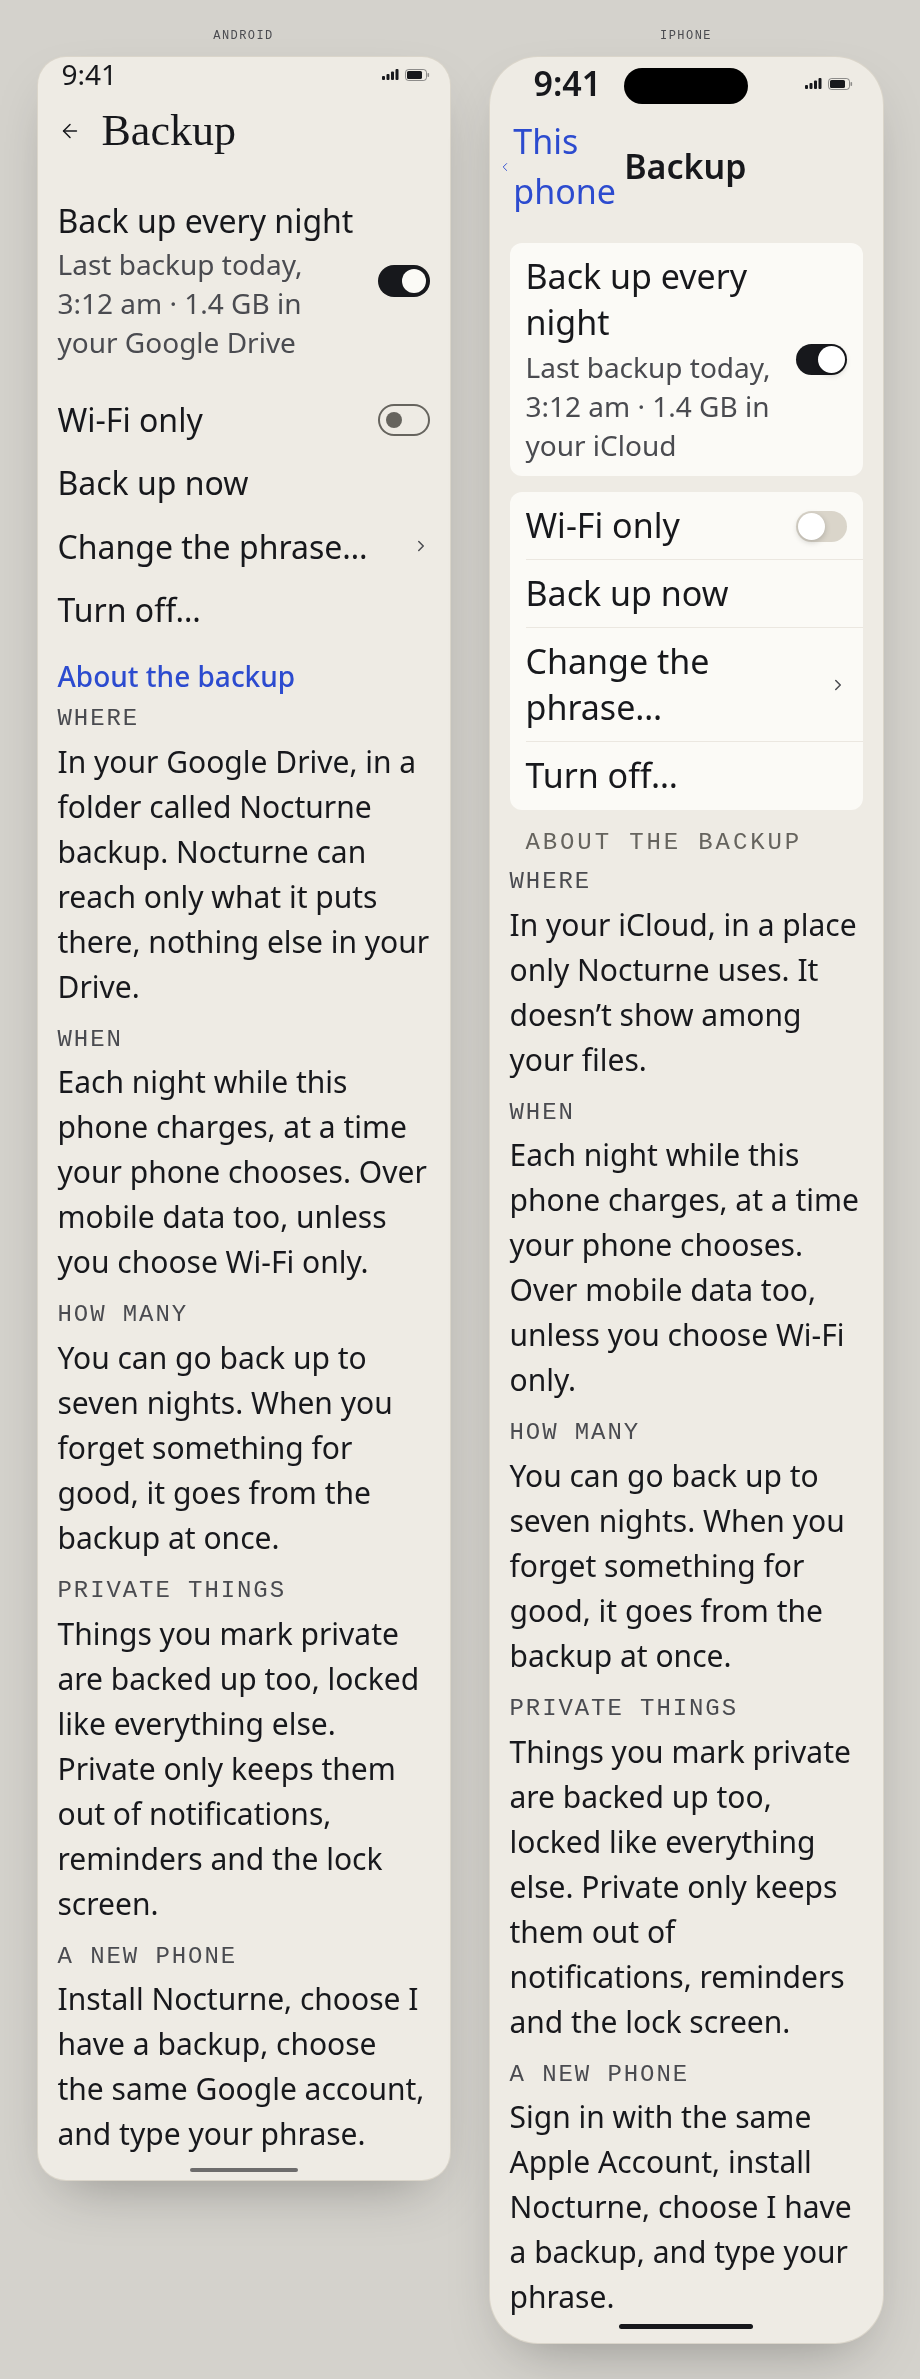 ANDROID
9:41
Backup
Back up every night
Last backup today,
3:12 am · 1.4 GB in
your Google Drive
Wi-Fi only
Back up now
Change the phrase…
Turn off…
About the backup
WHERE
In your Google Drive, in a
folder called Nocturne
backup. Nocturne can
reach only what it puts
there, nothing else in your
Drive.
WHEN
Each night while this
phone charges, at a time
your phone chooses. Over
mobile data too, unless
you choose Wi-Fi only.
HOW MANY
You can go back up to
seven nights. When you
forget something for
good, it goes from the
backup at once.
PRIVATE THINGS
Things you mark private
are backed up too, locked
like everything else.
Private only keeps them
out of notifications,
reminders and the lock
screen.
A NEW PHONE
Install Nocturne, choose I
have a backup, choose
the same Google account,
and type your phrase.
IPHONE
9:41
This
phone
Backup
Back up every
night
Last backup today,
3:12 am · 1.4 GB in
your iCloud
Wi-Fi only
Back up now
Change the
phrase…
Turn off…
ABOUT THE BACKUP
WHERE
In your iCloud, in a place
only Nocturne uses. It
doesn’t show among
your files.
WHEN
Each night while this
phone charges, at a time
your phone chooses.
Over mobile data too,
unless you choose Wi-Fi
only.
HOW MANY
You can go back up to
seven nights. When you
forget something for
good, it goes from the
backup at once.
PRIVATE THINGS
Things you mark private
are backed up too,
locked like everything
else. Private only keeps
them out of
notifications, reminders
and the lock screen.
A NEW PHONE
Sign in with the same
Apple Account, install
Nocturne, choose I have
a backup, and type your
phrase.